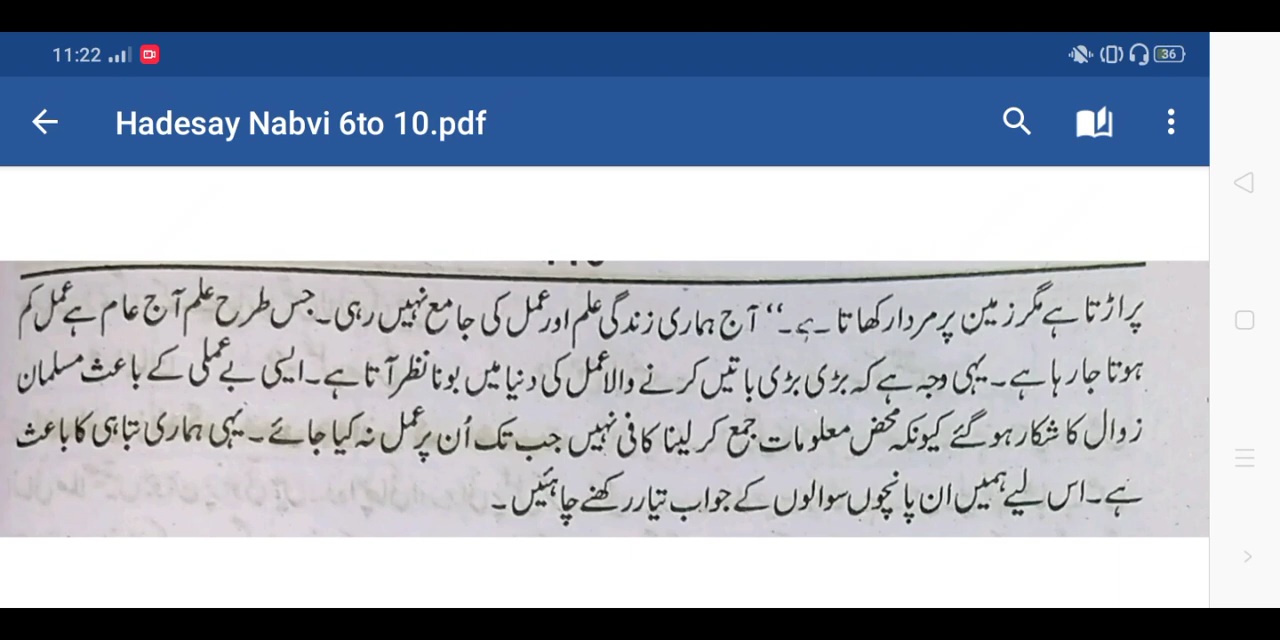 11:22
36
Hadesay Nabvi 6to 10.pdf
پر اڑتا ہے مگر زمین پر مردار کھاتا ہے۔‘‘ آج ہماری زندگی علم اور عمل کی جامع نہیں رہی۔ جس طرح علم آج عام ہے عمل کم
ہوتا جا رہا ہے۔ یہی وجہ ہے کہ بڑی بڑی باتیں کرنے والا عمل کی دنیا میں بونا نظر آتا ہے۔ ایسی بے عملی کے باعث مسلمان
زوال کا شکار ہو گئے کیونکہ محض معلومات جمع کر لینا کافی نہیں جب تک اُن پر عمل نہ کیا جائے۔ یہی ہماری تباہی کا باعث
ہے۔ اس لیے ہمیں ان پانچوں سوالوں کے جواب تیار رکھنے چاہئیں۔